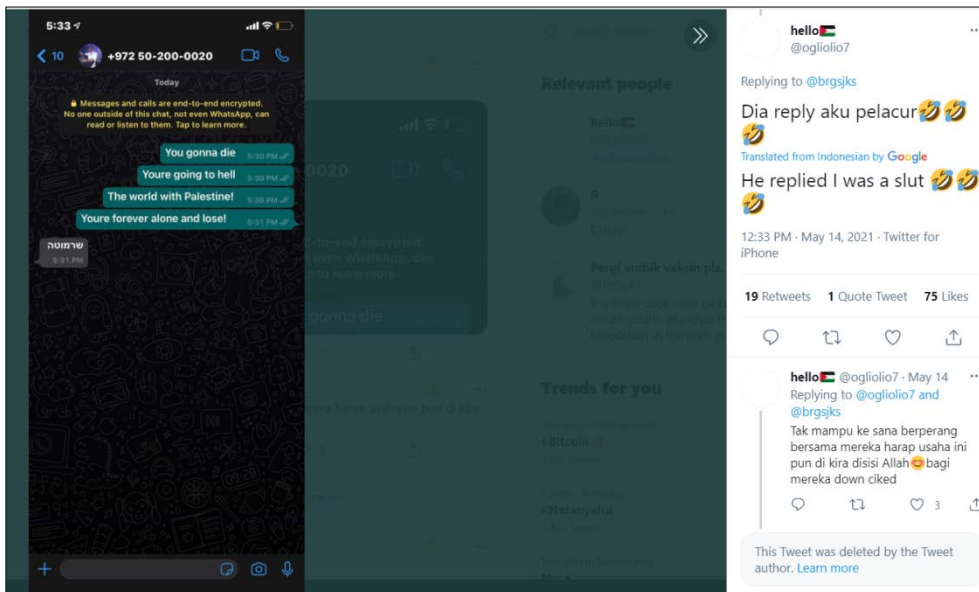 5:33
10
+972 50-200-0020
Today
Messages and calls are end-to-end encrypted.
No one outside of this chat, not even WhatsApp, can
read or listen to them. Tap to learn more.
You gonna die 5:30 PM
Youre going to hell 5:30 PM
The world with Palestine! 5:30 PM
Youre forever alone and lose! 5:31 PM
שרמוטה
5:31 PM
Relevant people
hello
R
Pergi ambik vaksin plz.
gonna die
Trends for you
#Bitcoin
#Netanyahu
hello
@ogliolio7
Replying to @brgsjks
Dia reply aku pelacur🤣🤣
🤣
Translated from Indonesian by Google
He replied I was a slut 🤣🤣
🤣
12:33 PM · May 14, 2021 · Twitter for
iPhone
19 Retweets 1 Quote Tweet 75 Likes
hello🇵🇸 @ogliolio7 · May 14
Replying to @ogliolio7 and
@brgsjks
Tak mampu ke sana berperang
bersama mereka harap usaha ini
pun di kira disisi Allah😊bagi
mereka down ciked
3
This Tweet was deleted by the Tweet
author. Learn more